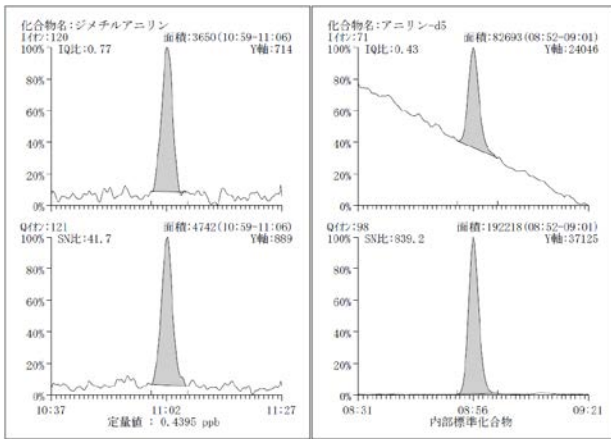 化合物名:ジメチルアニリン
Iイオン:120 面積:3650(10:59-11:06)
100% IQ比:0.77 Y軸:714
80%
60%
40%
20%
0%
Qイオン:121 面積:4742(10:59-11:06)
100% SN比:41.7 Y軸:889
80%
60%
40%
20%
0%
10:37 11:02 11:27
定量値 : 0.4395 ppb
化合物名:アニリン-d5
Iイオン:71 面積:82693(08:52-09:01)
100% IQ比:0.43 Y軸:24046
80%
60%
40%
20%
0%
Qイオン:98 面積:192218(08:52-09:01)
100% SN比:839.2 Y軸:37125
80%
60%
40%
20%
0%
08:31 08:56 09:21
内部標準化合物